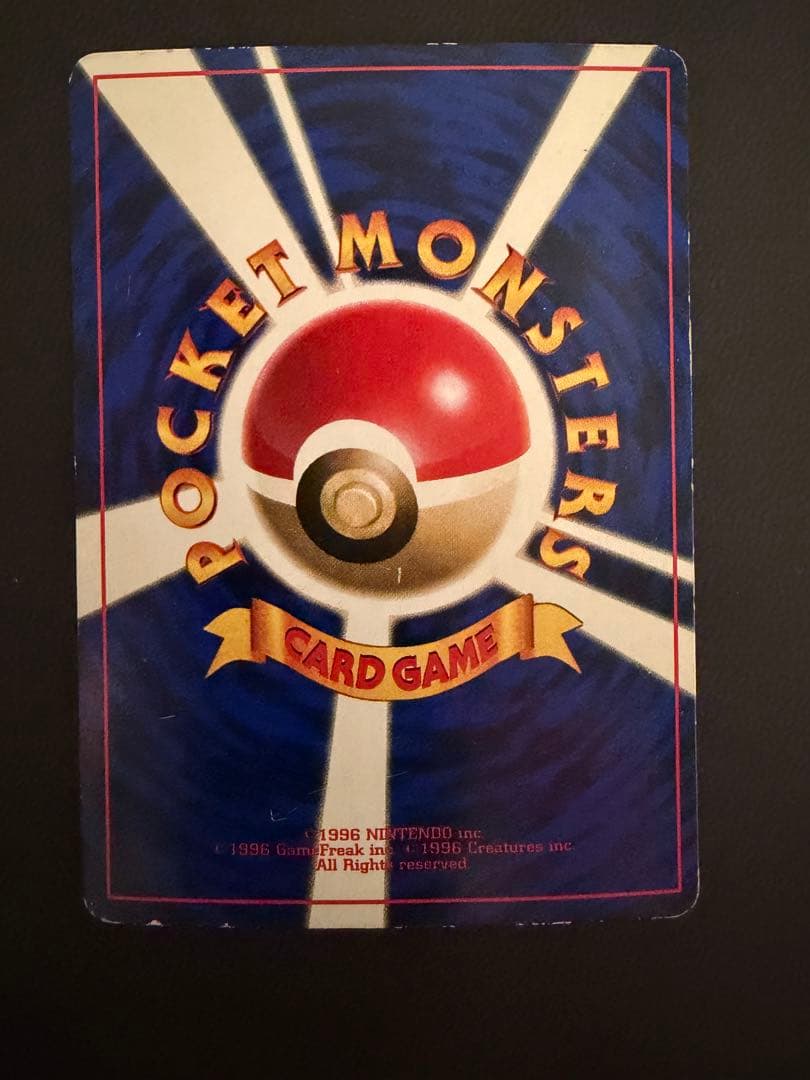 POCKET MONSTERS
CARD GAME
©1996 NINTENDO inc.
©1996 GameFreak inc. ©1996 Creatures inc.
All Rights reserved.